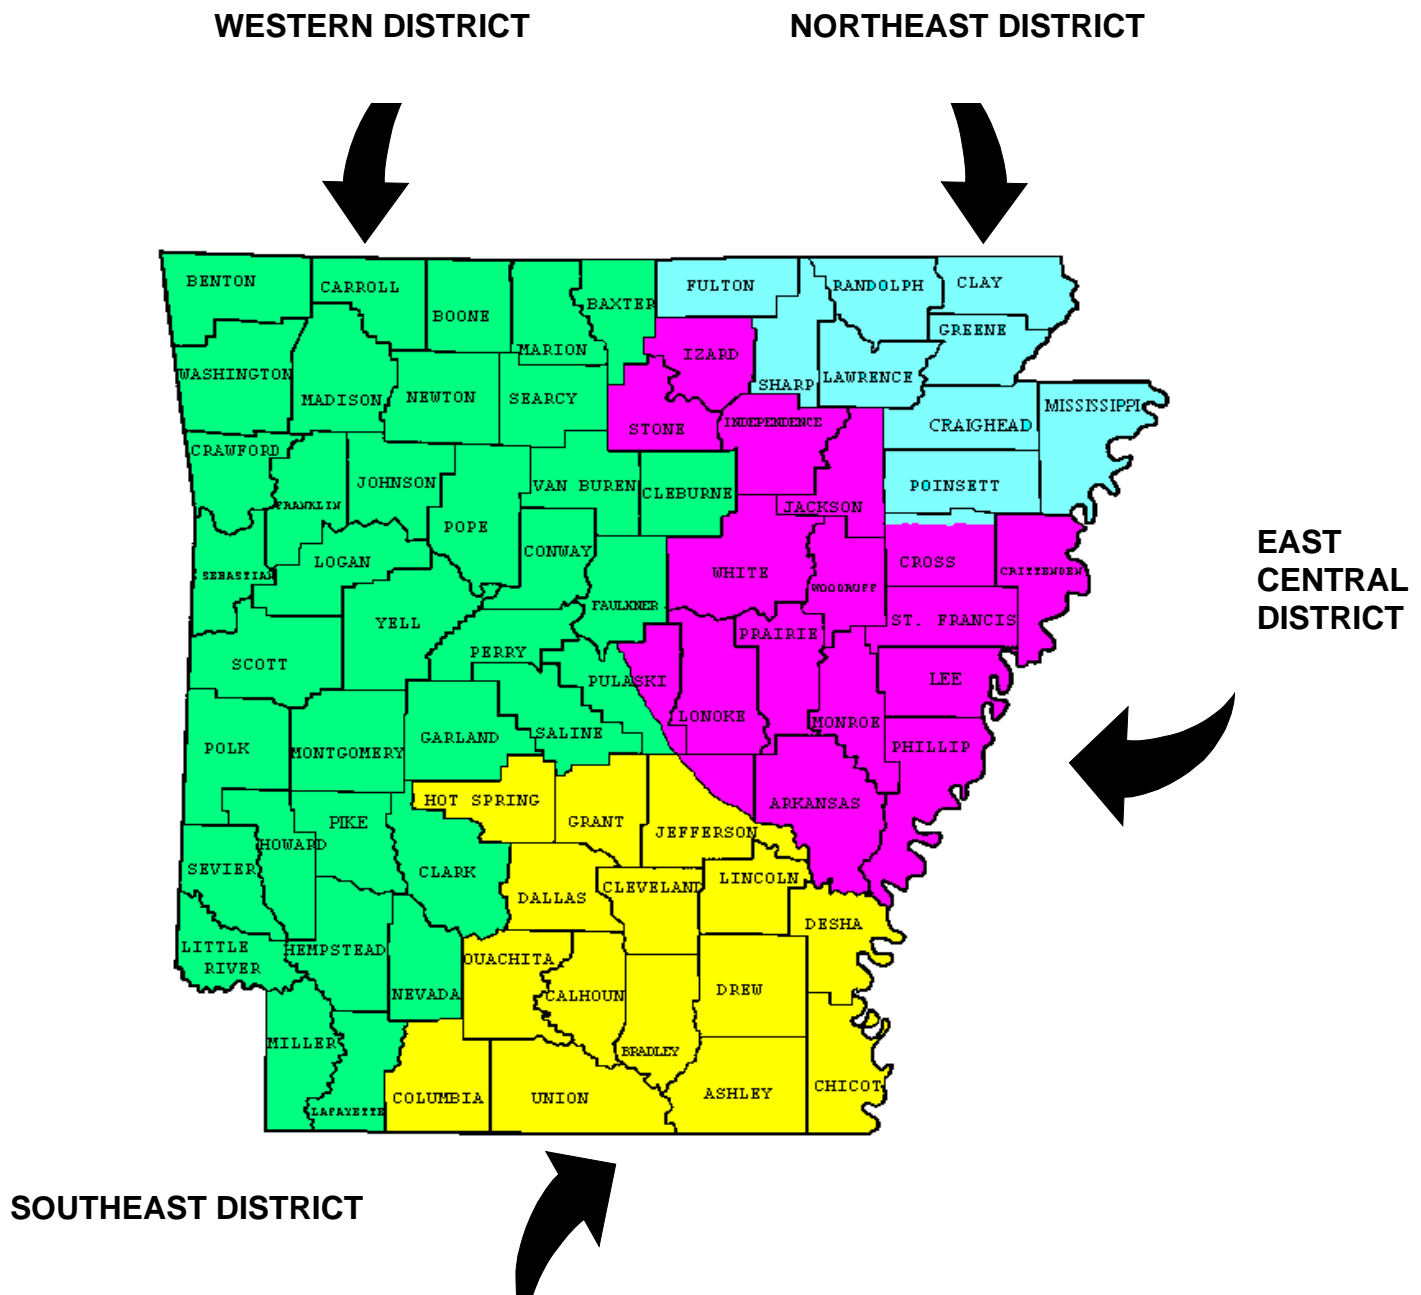 WESTERN DISTRICT
NORTHEAST DISTRICT
BENTON
CARROLL
BOONE
MARION
BAXTER
FULTON
RANDOLPH
CLAY
GREENE
IZARD
SHARP
LAWRENCE
WASHINGTON
MADISON
NEWTON
SEARCY
STONE
INDEPENDENCE
CRAIGHEAD
MISSISSIPPI
CRAWFORD
FRANKLIN
JOHNSON
POPE
VAN BUREN
CLEBURNE
JACKSON
POINSETT
SEBASTIAN
LOGAN
CONWAY
WHITE
WOODRUFF
CROSS
CRITTENDEN
EAST
CENTRAL
DISTRICT
FAULKNER
YELL
PERRY
PRAIRIE
ST. FRANCIS
SCOTT
PULASKI
LEE
POLK
MONTGOMERY
GARLAND
SALINE
LONOKE
MONROE
PHILLIP
HOT SPRING
GRANT
JEFFERSON
ARKANSAS
PIKE
HOWARD
SEVIER
CLARK
DALLAS
CLEVELAND
LINCOLN
DESHA
LITTLE
RIVER
HEMPSTEAD
NEVADA
OUACHITA
CALHOUN
DREW
MILLER
BRADLEY
LAFAYETTE
COLUMBIA
UNION
ASHLEY
CHICOT
SOUTHEAST DISTRICT